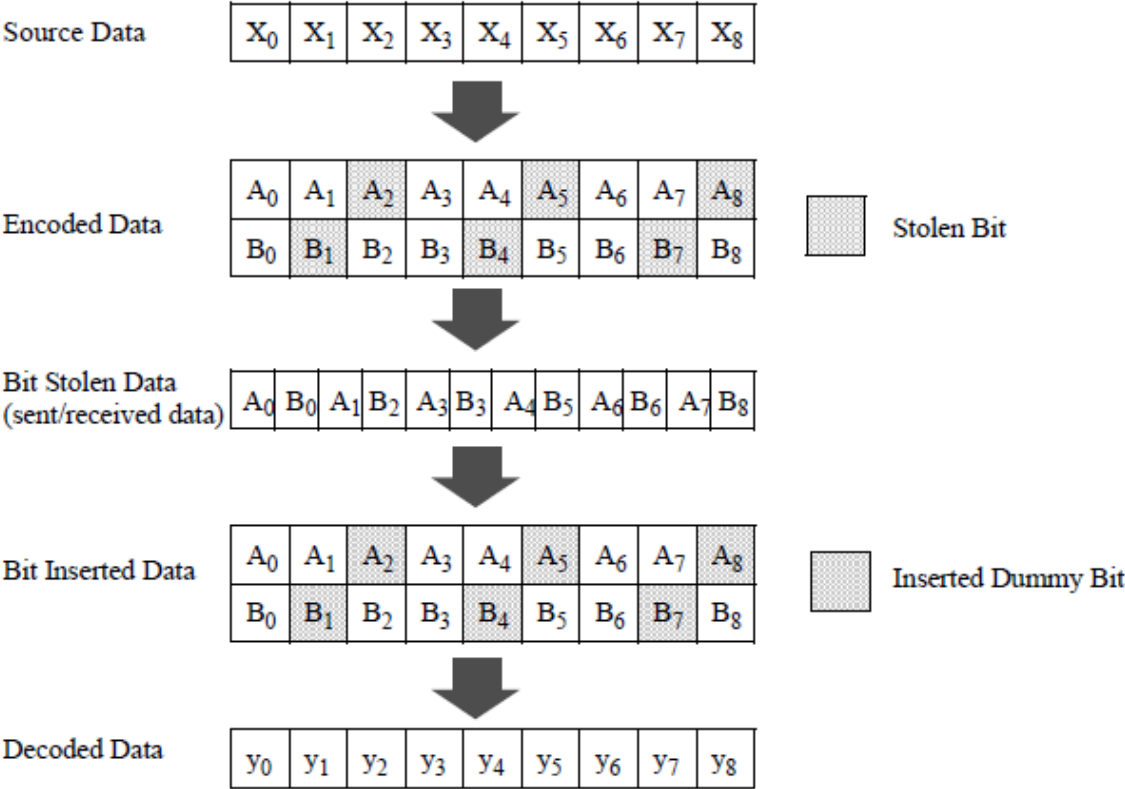 Source Data X₀ X₁ X₂ X₃ X₄ X₅ X₆ X₇ X₈
A₀ A₁ A₂ A₃ A₄ A₅ A₆ A₇ A₈
Encoded Data
Stolen Bit
B₀ B₁ B₂ B₃ B₄ B₅ B₆ B₇ B₈
Bit Stolen Data
(sent/received data)
A₀ B₀ A₁ B₂ A₃ B₃ A₄ B₅ A₆ B₆ A₇ B₈
A₀ A₁ A₂ A₃ A₄ A₅ A₆ A₇ A₈
Bit Inserted Data
Inserted Dummy Bit
B₀ B₁ B₂ B₃ B₄ B₅ B₆ B₇ B₈
Decoded Data y₀ y₁ y₂ y₃ y₄ y₅ y₆ y₇ y₈